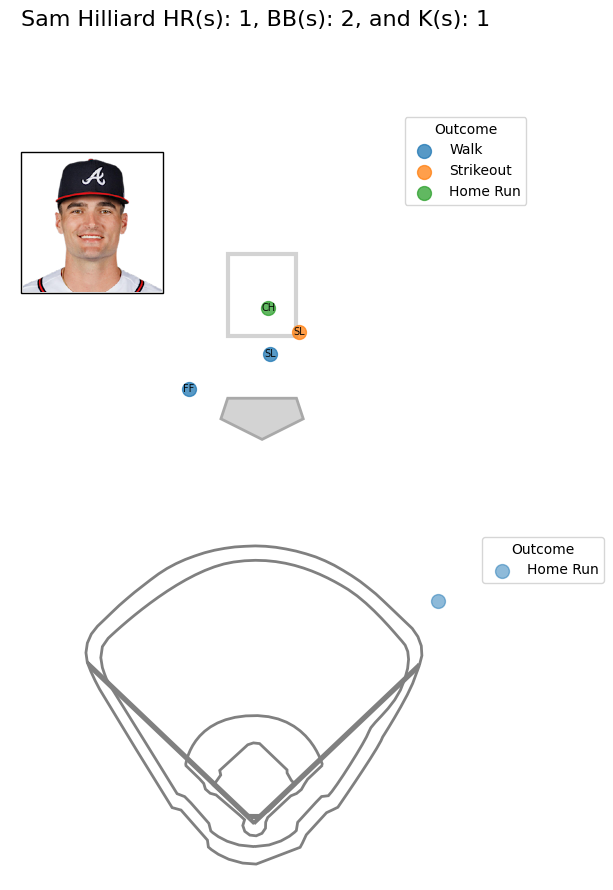 Sam Hilliard HR(s): 1, BB(s): 2, and K(s): 1
Outcome
Walk
Strikeout
Home Run
A
CH
SL
SL
FF
Outcome
Home Run